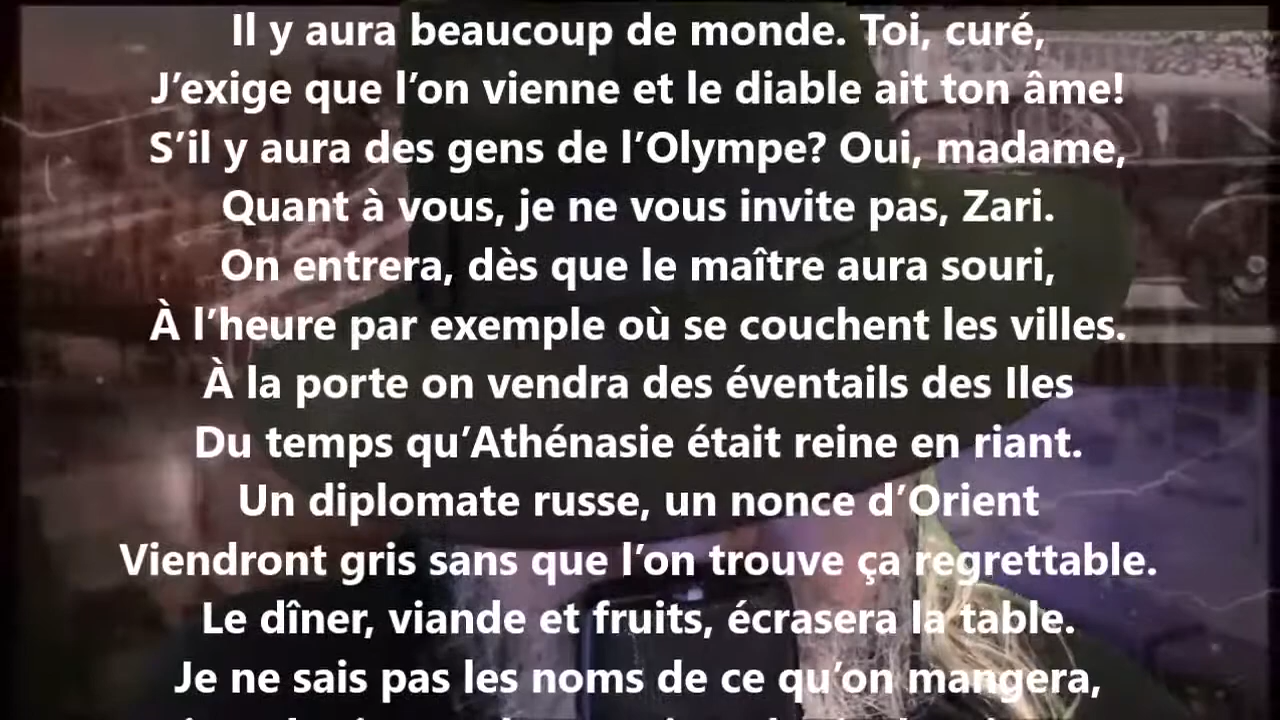 Il y aura beaucoup de monde. Toi, curé,
J’exige que l’on vienne et le diable ait ton âme!
S’il y aura des gens de l’Olympe? Oui, madame,
Quant à vous, je ne vous invite pas, Zari.
On entrera, dès que le maître aura souri,
À l’heure par exemple où se couchent les villes.
À la porte on vendra des éventails des Iles
Du temps qu’Athénasie était reine en riant.
Un diplomate russe, un nonce d’Orient
Viendront gris sans que l’on trouve ça regrettable.
Le dîner, viande et fruits, écrasera la table.
Je ne sais pas les noms de ce qu’on mangera,